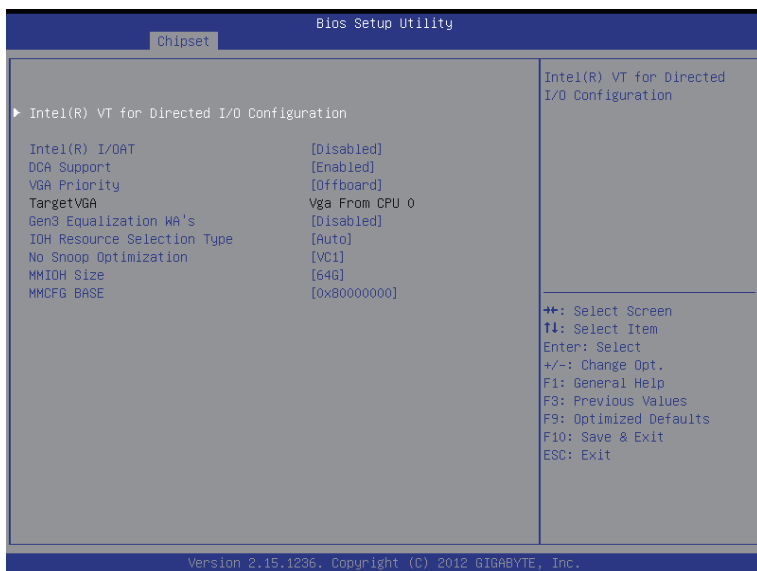 Bios Setup Utility
Chipset
Intel(R) VT for Directed I/O Configuration
Intel(R) I/OAT [Disabled]
DCA Support [Enabled]
VGA Priority [Offboard]
TargetVGA Vga From CPU 0
Gen3 Equalization WA's [Disabled]
IOH Resource Selection Type [Auto]
No Snoop Optimization [VC1]
MMIOH Size [64G]
MMCFG BASE [0x80000000]
Intel(R) VT for Directed
I/O Configuration
→←: Select Screen
↑↓: Select Item
Enter: Select
+/-: Change Opt.
F1: General Help
F3: Previous Values
F9: Optimized Defaults
F10: Save & Exit
ESC: Exit
Version 2.15.1236. Copyright (C) 2012 GIGABYTE, Inc.